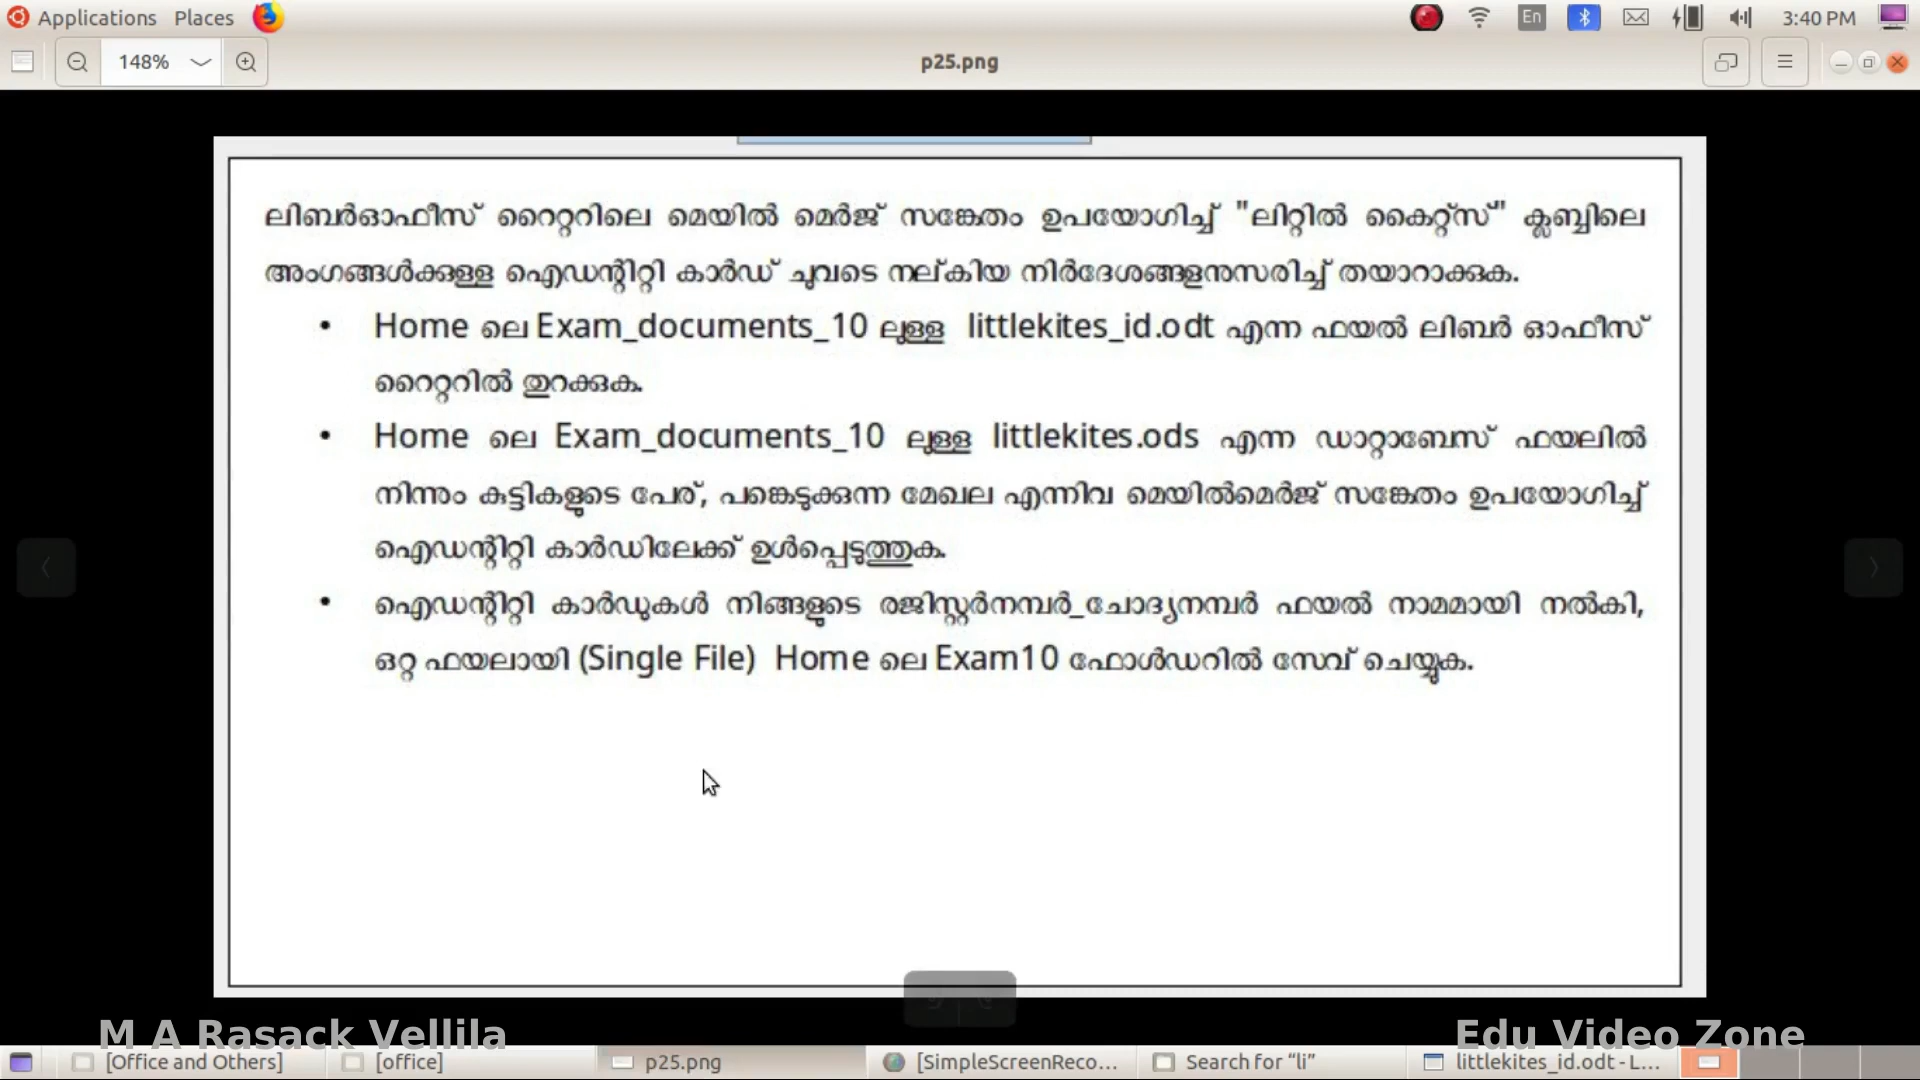 Applications Places En 3:40 PM
148% p25.png
ലിബർഓഫീസ് റൈറ്ററിലെ മെയിൽ മെർജ് സങ്കേതം ഉപയോഗിച്ച് "ലിറ്റിൽ കൈറ്റ്സ്" ക്ലബ്ബിലെ
അംഗങ്ങൾക്കുള്ള ഐഡന്റിറ്റി കാർഡ് ചുവടെ നല്കിയ നിർദേശങ്ങളനുസരിച്ച് തയാറാക്കുക.
• Home ലെ Exam_documents_10 ലുള്ള littlekites_id.odt എന്ന ഫയൽ ലിബർ ഓഫീസ്
റൈറ്ററിൽ തുറക്കുക.
• Home ലെ Exam_documents_10 ലുള്ള littlekites.ods എന്ന ഡാറ്റാബേസ് ഫയലിൽ
നിന്നും കുട്ടികളുടെ പേര്, പങ്കെടുക്കുന്ന മേഖല എന്നിവ മെയിൽമെർജ് സങ്കേതം ഉപയോഗിച്ച്
ഐഡന്റിറ്റി കാർഡിലേക്ക് ഉൾപ്പെടുത്തുക.
• ഐഡന്റിറ്റി കാർഡുകൾ നിങ്ങളുടെ രജിസ്റ്റർനമ്പർ_ചോദ്യനമ്പർ ഫയൽ നാമമായി നൽകി,
ഒറ്റ ഫയലായി (Single File) Home ലെ Exam10 ഫോൾഡറിൽ സേവ് ചെയ്യുക.
M A Rasack Vellila Edu Video Zone
[Office and Others] [office] p25.png [SimpleScreenReco... Search for “li” littlekites_id.odt - L...